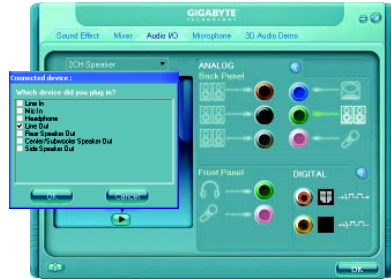 GIGABYTE
TECHNOLOGY
Sound Effect Mixer Audio I/O Microphone 3D Audio Demo
2CH Speaker
ANALOG
Back Panel
Connected device :
Which device did you plug in?
Line In
Mic In
Headphone
Line Out
Rear Speaker Out
Center/Subwoofer Speaker Out
Side Speaker Out
OK Cancel
Front Panel
DIGITAL
OK